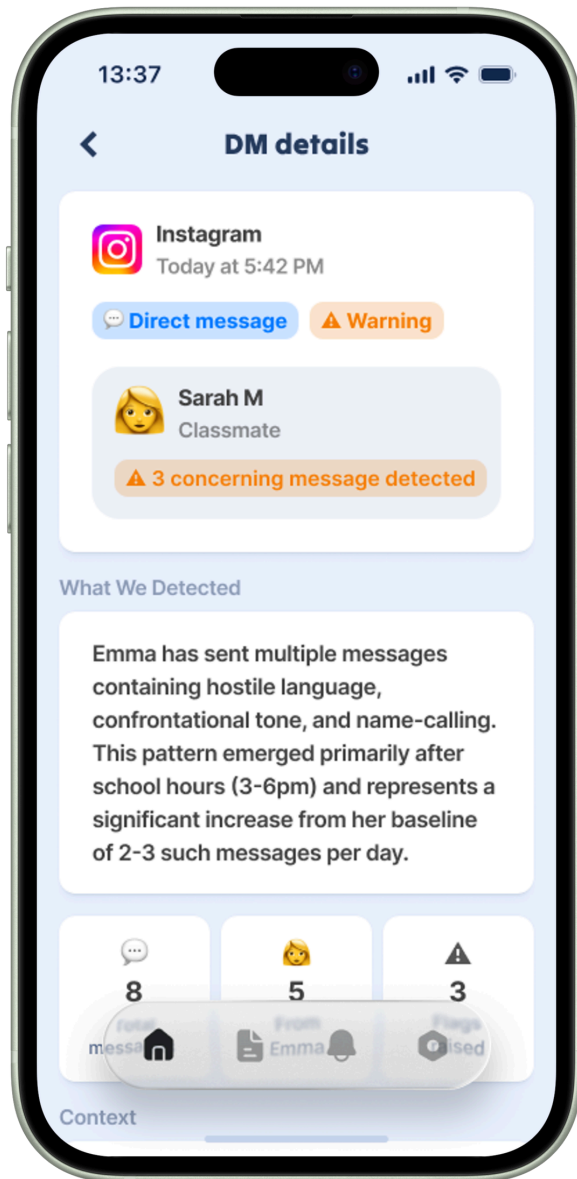 13:37
DM details
Instagram
Today at 5:42 PM
Direct message
Warning
Sarah M
Classmate
3 concerning message detected
What We Detected
Emma has sent multiple messages
containing hostile language,
confrontational tone, and name-calling.
This pattern emerged primarily after
school hours (3-6pm) and represents a
significant increase from her baseline
of 2-3 such messages per day.
8
5
3
Total
From
Flags
Emma
Context